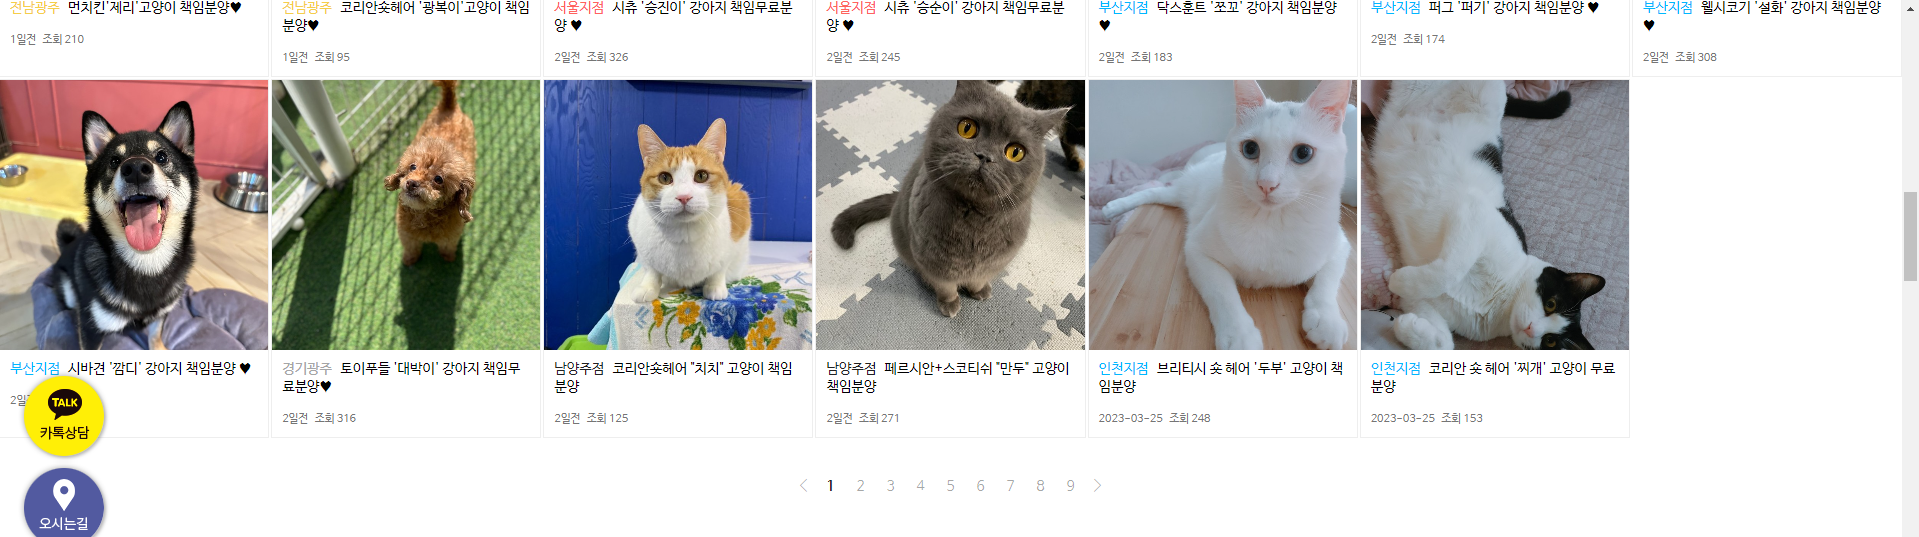 전남광주 먼치킨'제리'고양이 책임분양♥
1일전 조회 210
전남광주 코리안숏헤어 '광복이'고양이 책임
분양♥
1일전 조회 95
서울지점 시츄 '승진이' 강아지 책임무료분
양 ♥
2일전 조회 326
서울지점 시츄 '승순이' 강아지 책임무료분
양 ♥
2일전 조회 245
부산지점 닥스훈트 '쪼꼬' 강아지 책임분양
♥
2일전 조회 183
부산지점 퍼그 '퍼기' 강아지 책임분양 ♥
2일전 조회 174
부산지점 웰시코기 '설화' 강아지 책임분양
♥
2일전 조회 308
부산지점 시바견 '깜디' 강아지 책임분양 ♥
2일
경기광주 토이푸들 '대박이' 강아지 책임무
료분양♥
2일전 조회 316
남양주점 코리안숏헤어 "치치" 고양이 책임
분양
2일전 조회 125
남양주점 페르시안+스코티쉬 "만두" 고양이
책임분양
2일전 조회 271
인천지점 브리티시 숏 헤어 '두부' 고양이 책
임분양
2023-03-25 조회 248
인천지점 코리안 숏 헤어 '찌개' 고양이 무료
분양
2023-03-25 조회 153
TALK
카톡상담
오시는길
1 2 3 4 5 6 7 8 9